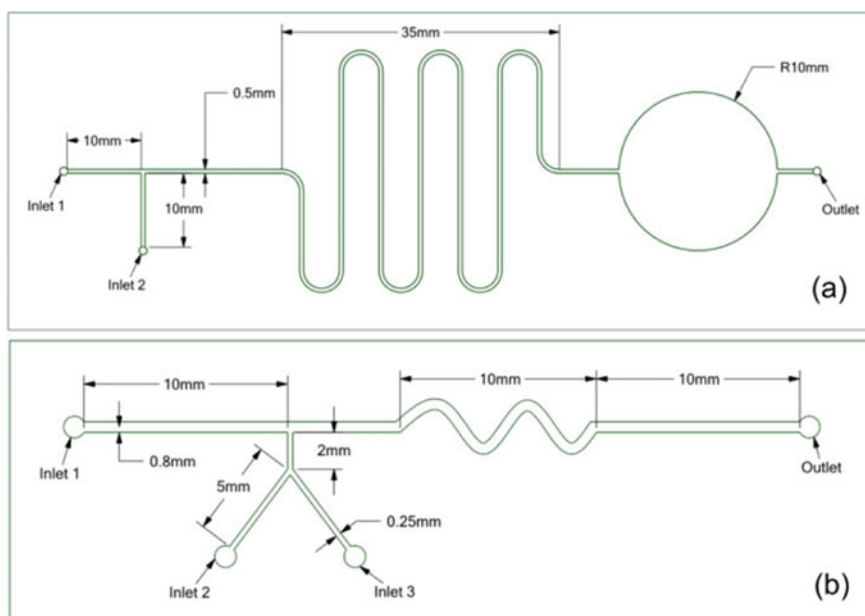 35mm
R10mm
0.5mm
10mm
Inlet 1
10mm
Outlet
Inlet 2
(a)
10mm
10mm
10mm
2mm
Inlet 1
0.8mm
Outlet
5mm
0.25mm
Inlet 2
Inlet 3
(b)